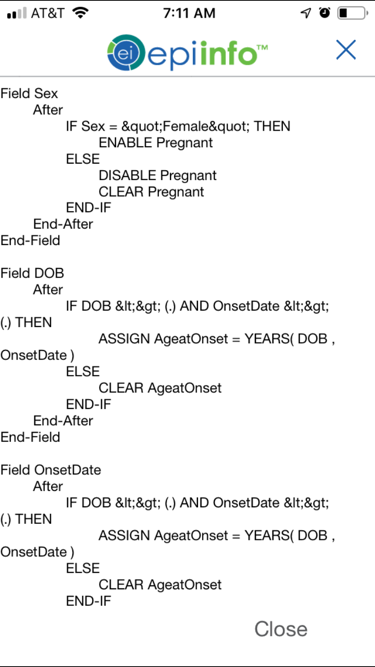 AT&T 7:11 AM
ei epi info™
Field Sex
After
IF Sex = &quot;Female&quot; THEN
ENABLE Pregnant
ELSE
DISABLE Pregnant
CLEAR Pregnant
END-IF
End-After
End-Field
Field DOB
After
IF DOB &lt;&gt; (.) AND OnsetDate &lt;&gt;
(.) THEN
ASSIGN AgeatOnset = YEARS( DOB ,
OnsetDate )
ELSE
CLEAR AgeatOnset
END-IF
End-After
End-Field
Field OnsetDate
After
IF DOB &lt;&gt; (.) AND OnsetDate &lt;&gt;
(.) THEN
ASSIGN AgeatOnset = YEARS( DOB ,
OnsetDate )
ELSE
CLEAR AgeatOnset
END-IF
Close